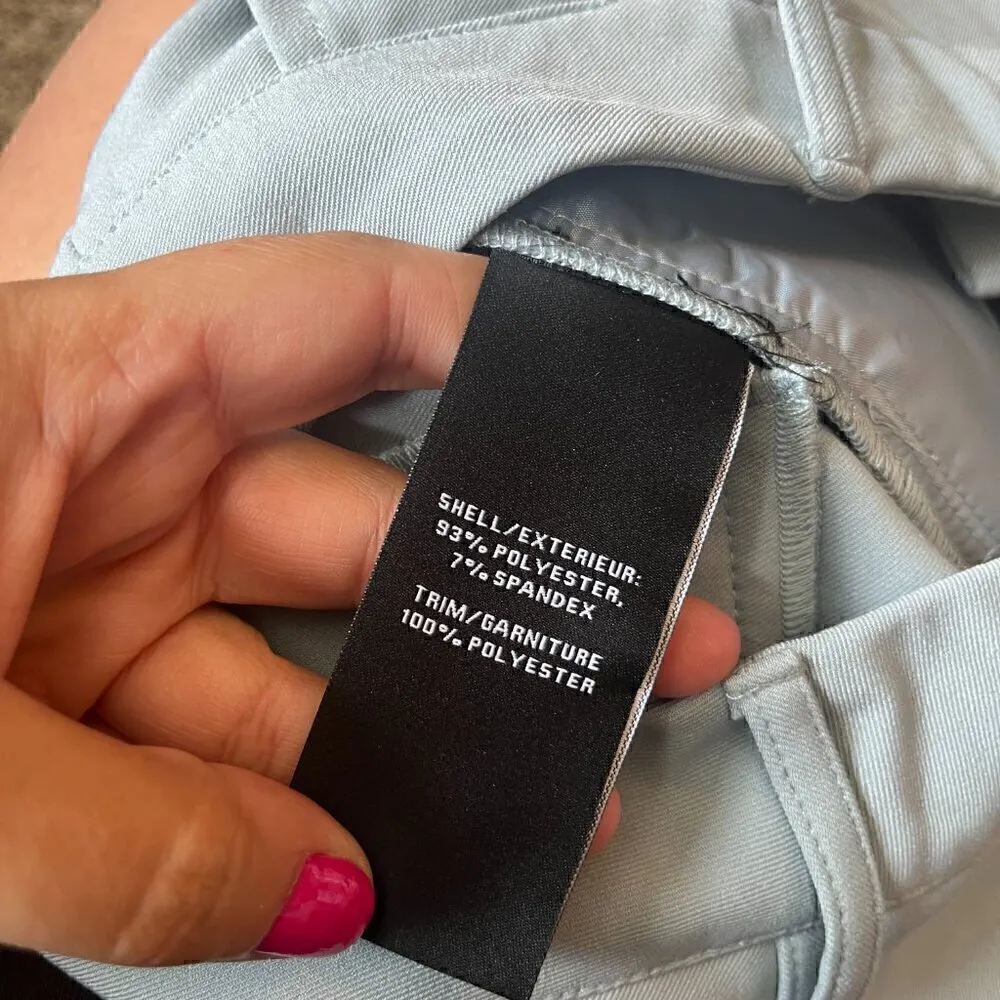 SHELL/EXTERIEUR:
93% POLYESTER,
7% SPANDEX
TRIM/GARNITURE
100% POLYESTER